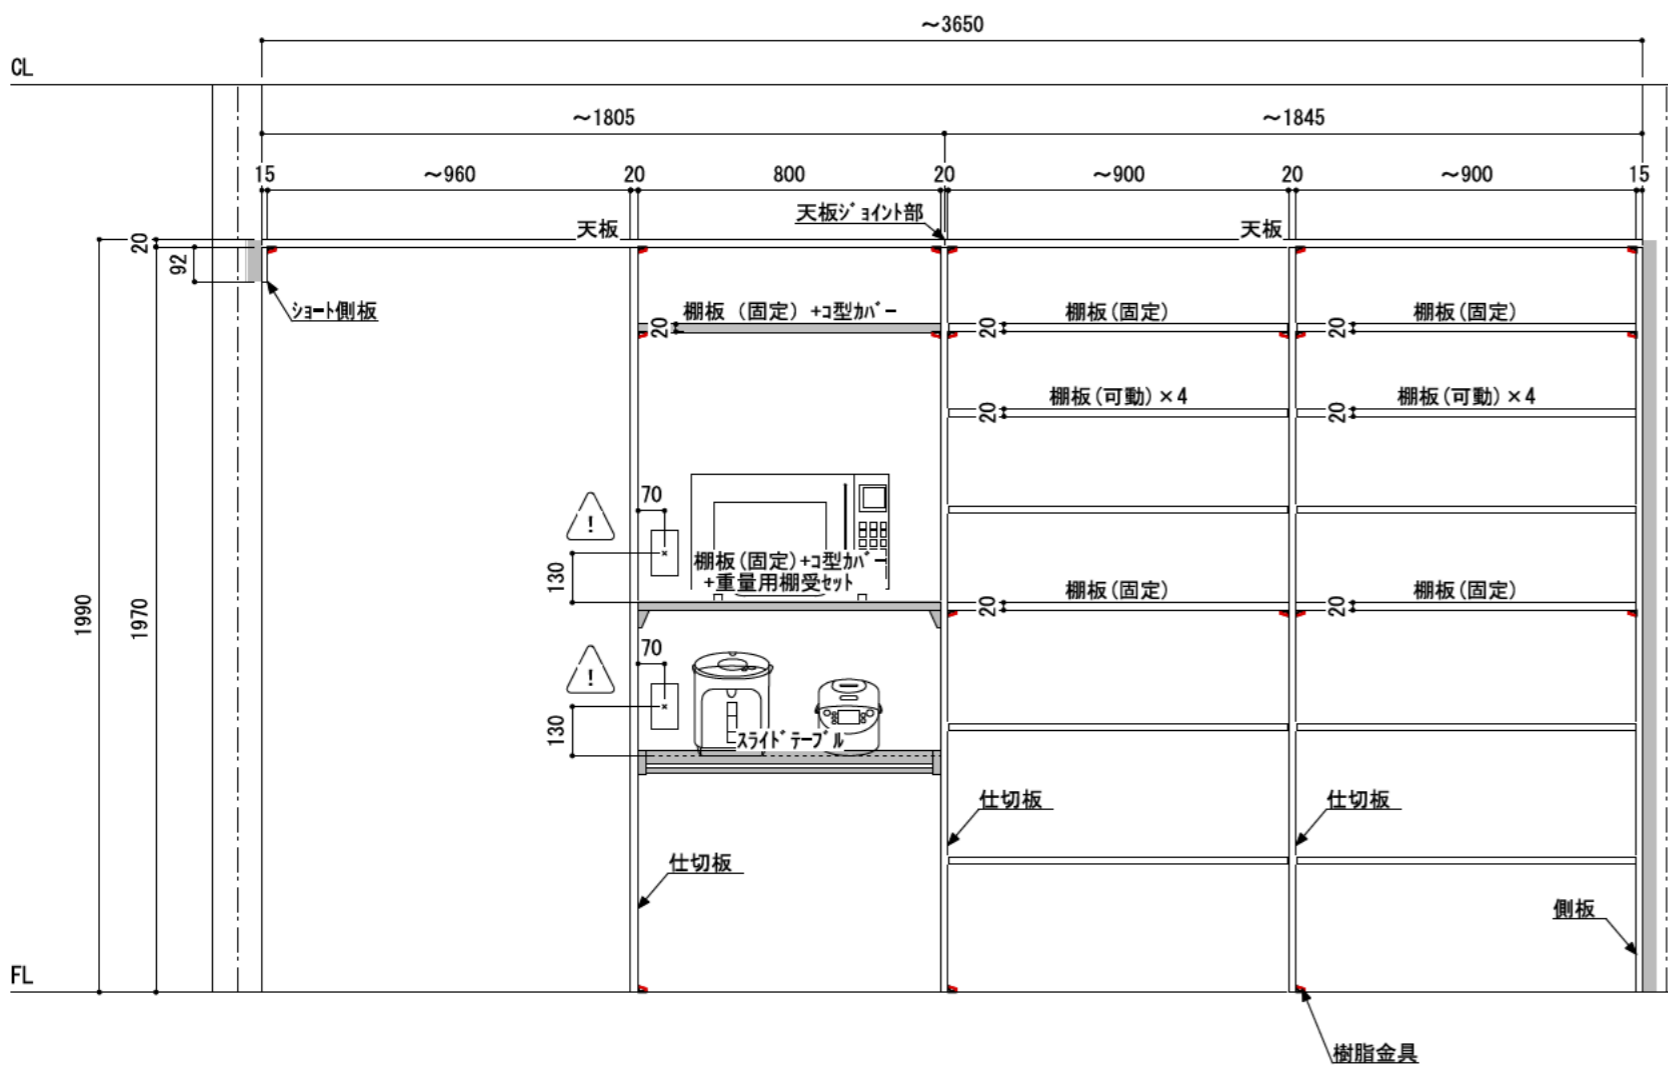 ～3650
CL
～1805
～1845
15
～960
20
800
20
～900
20
～900
15
天板ｼﾞｮｲﾝﾄ部
天板
天板
20
92
ｼｮｰﾄ側板
棚板（固定）+ｺ型ｶﾊﾞｰ
棚板(固定)
棚板(固定)
20
20
20
棚板(可動)×4
棚板(可動)×4
20
20
70
!
130
棚板(固定)+ｺ型ｶﾊﾞｰ
+重量用棚受ｾｯﾄ
棚板(固定)
棚板(固定)
20
20
1990
1970
70
!
130
ｽﾗｲﾄﾞﾃｰﾌﾞﾙ
仕切板
仕切板
仕切板
側板
FL
樹脂金具